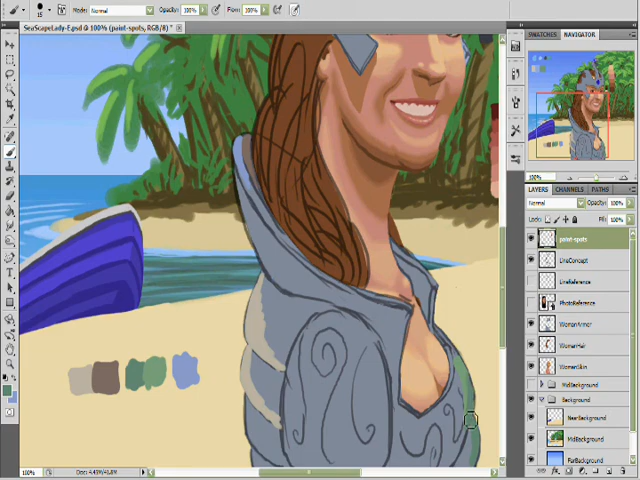 15
Mode: Normal
Opacity: 100%
Flow: 100%
SeaScapeLady-E.psd @ 100% (paint-spots, RGB/8) *
100%
SWATCHES
NAVIGATOR
100%
LAYERS
CHANNELS
PATHS
Normal
Opacity: 100%
Lock:
Fill: 100%
paint-spots
LineConcept
LineReference
PhotoReference
WomanArmor
WomanHair
WomanSkin
MidBackground
Background
NearBackground
MidBackground
FarBackground